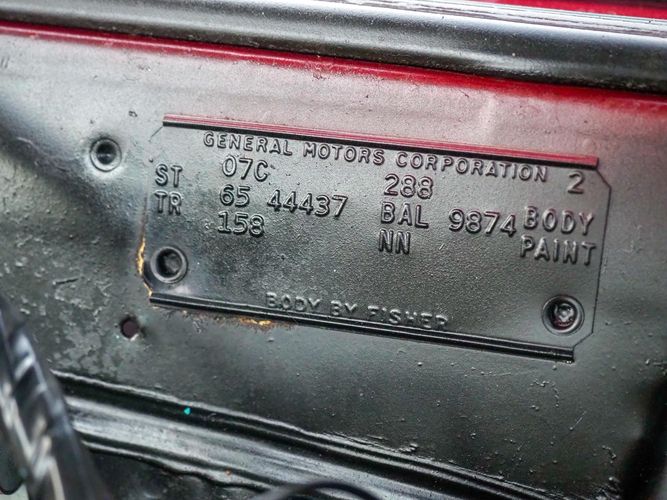 GENERAL MOTORS CORPORATION 2
07C 288
ST 65 44437 BAL 9874 BODY
TR 158 NN PAINT
BODY BY FISHER